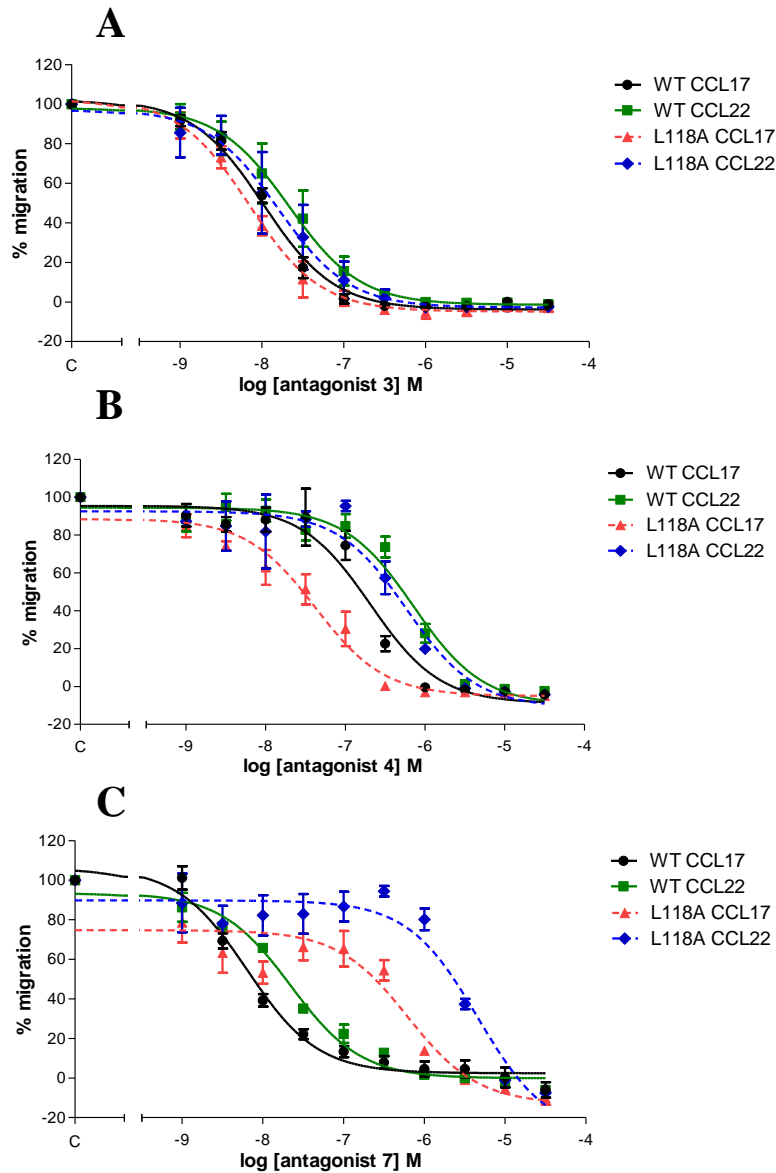 A
120
100
80
60
40
20
0
-20
% migration
C
-9
-8
-7
-6
-5
-4
log [antagonist 3] M
WT CCL17
WT CCL22
L118A CCL17
L118A CCL22
B
120
100
80
60
40
20
0
-20
% migration
C
-9
-8
-7
-6
-5
-4
log [antagonist 4] M
WT CCL17
WT CCL22
L118A CCL17
L118A CCL22
C
120
100
80
60
40
20
0
-20
% migration
C
-9
-8
-7
-6
-5
-4
log [antagonist 7] M
WT CCL17
WT CCL22
L118A CCL17
L118A CCL22